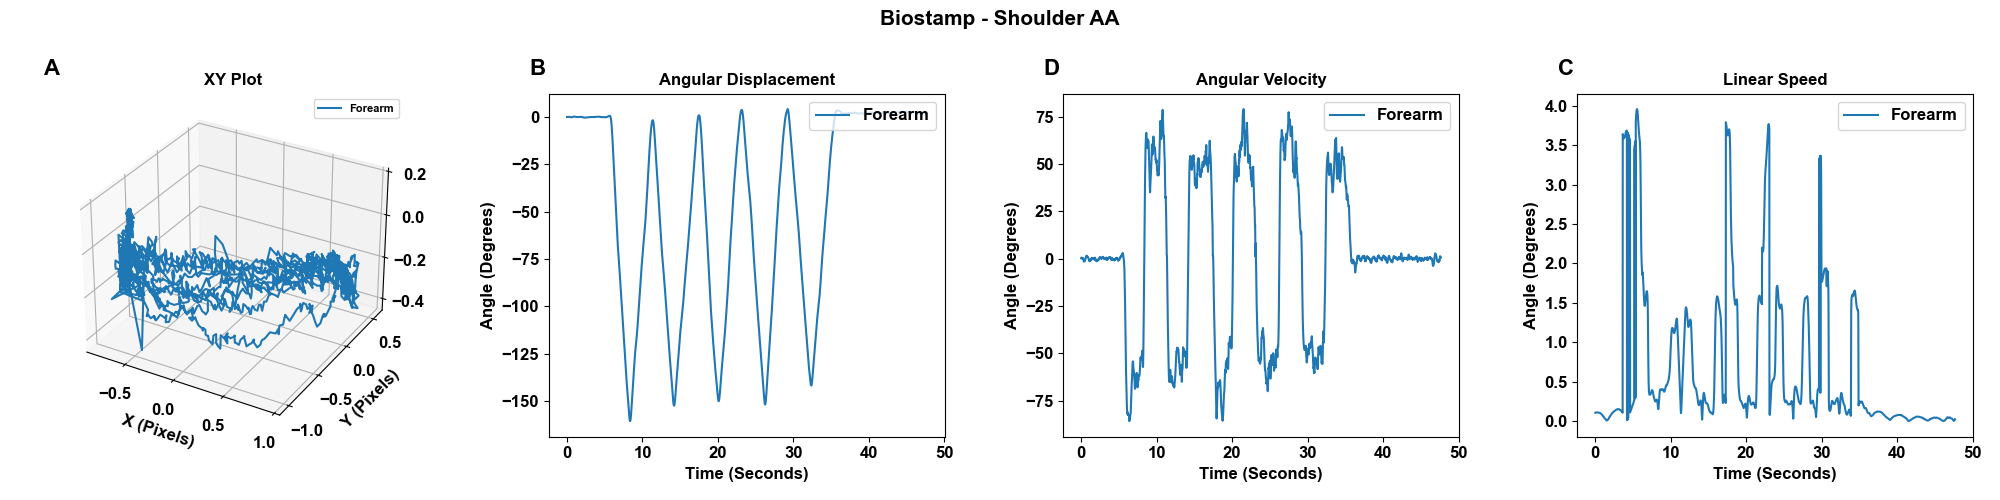 Biostamp - Shoulder AA
A
XY Plot
Forearm
0.2
0.0
−0.2
−0.4
0.5
0.0
−0.5
−1.0
Y (Pixels)
−0.5
0.0
0.5
1.0
X (Pixels)
B
Angular Displacement
Forearm
0
−25
−50
−75
−100
−125
−150
Angle (Degrees)
0 10 20 30 40 50
Time (Seconds)
D
Angular Velocity
Forearm
75
50
25
0
−25
−50
−75
Angle (Degrees)
0 10 20 30 40 50
Time (Seconds)
C
Linear Speed
Forearm
4.0
3.5
3.0
2.5
2.0
1.5
1.0
0.5
0.0
Angle (Degrees)
0 10 20 30 40 50
Time (Seconds)